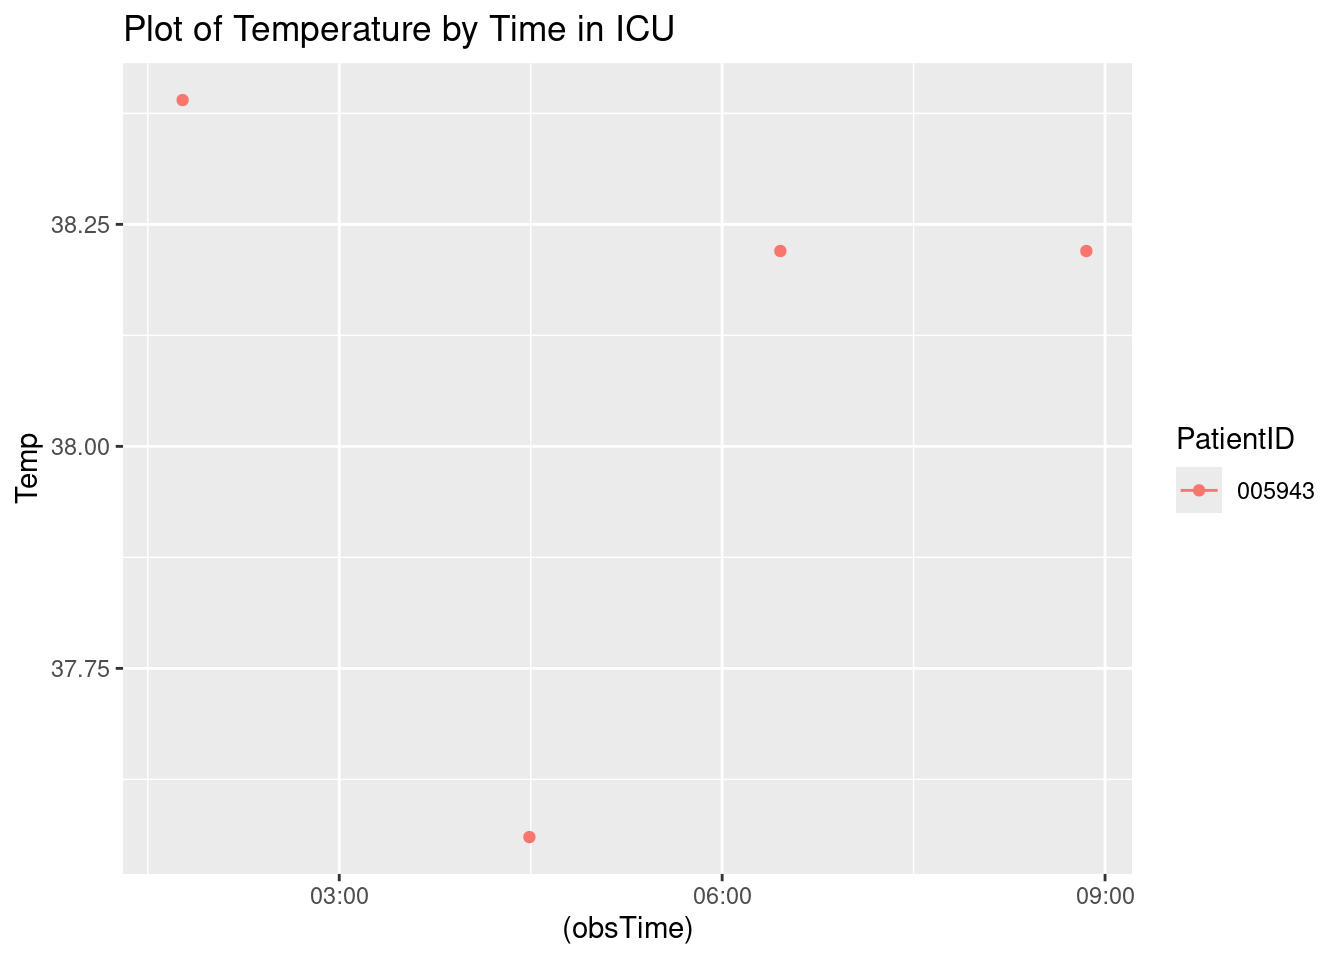 Plot of Temperature by Time in ICU
38.25
38.00
37.75
Temp
03:00
06:00
09:00
(obsTime)
PatientID
005943